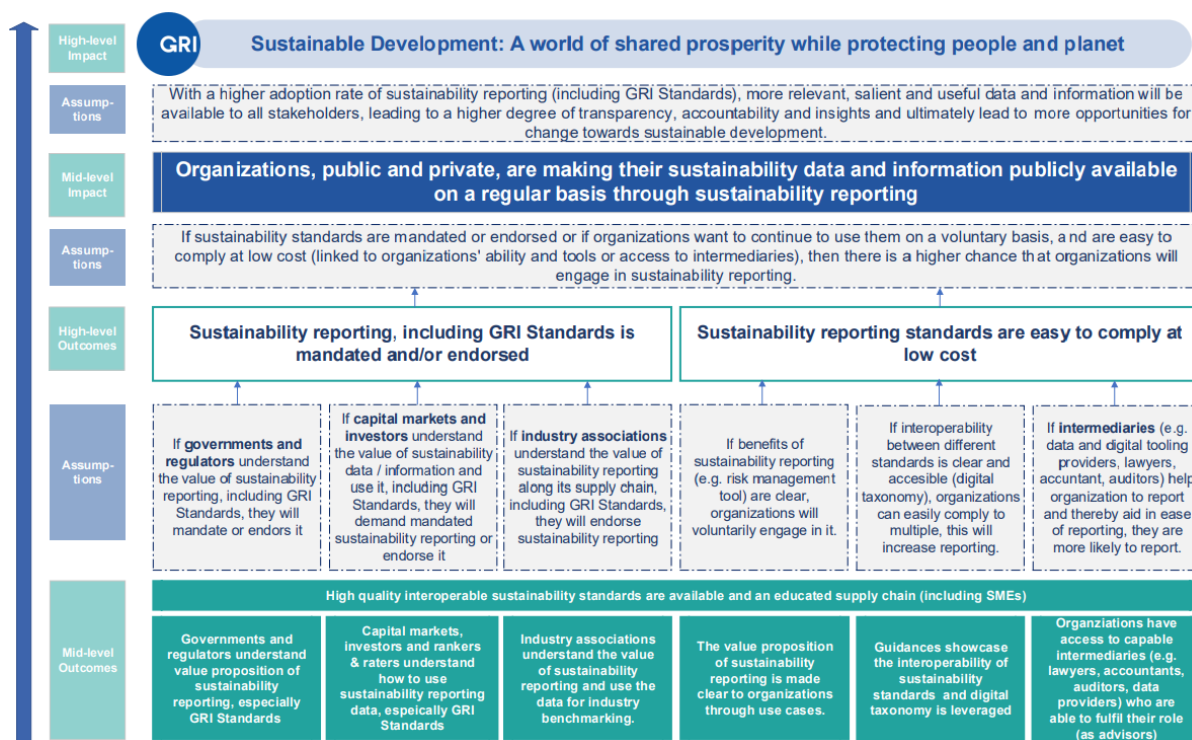 High-level
Impact
GRI
Sustainable Development: A world of shared prosperity while protecting people and planet
Assump-
tions
With a higher adoption rate of sustainability reporting (including GRI Standards), more relevant, salient and useful data and information will be
available to all stakeholders, leading to a higher degree of transparency, accountability and insights and ultimately lead to more opportunities for
change towards sustainable development.
Mid-level
Impact
Organizations, public and private, are making their sustainability data and information publicly available
on a regular basis through sustainability reporting
Assump-
tions
If sustainability standards are mandated or endorsed or if organizations want to continue to use them on a voluntary basis, and are easy to
comply at low cost (linked to organizations' ability and tools or access to intermediaries), then there is a higher chance that organizations will
engage in sustainability reporting.
High-level
Outcomes
Sustainability reporting, including GRI Standards is
mandated and/or endorsed
Sustainability reporting standards are easy to comply at
low cost
Assump-
tions
If governments and
regulators understand
the value of sustainability
reporting, including GRI
Standards, they will
mandate or endors it
If capital markets and
investors understand
the value of sustainability
data / information and
use it, including GRI
Standards, they will
demand mandated
sustainability reporting or
endorse it
If industry associations
understand the value of
sustainability reporting
along its supply chain,
including GRI Standards,
they will endorse
sustainability reporting
If benefits of
sustainability reporting
(e.g. risk management
tool) are clear,
organizations will
voluntarily engage in it.
If interoperability
between different
standards is clear and
accesible (digital
taxonomy), organizations
can easily comply to
multiple, this will
increase reporting.
If intermediaries (e.g.
data and digital tooling
providers, lawyers,
accountant, auditors) help
organization to report
and thereby aid in ease
of reporting, they are
more likely to report.
Mid-level
Outcomes
High quality interoperable sustainability standards are available and an educated supply chain (including SMEs)
Governments and
regulators understand
value proposition of
sustainability
reporting, especially
GRI Standards
Capital markets,
investors and rankers
& raters understand
how to use
sustainability reporting
data, espeically GRI
Standards
Industry associations
understand the value
of sustainability
reporting and use the
data for industry
benchmarking.
The value proposition
of sustainability
reporting is made
clear to organizations
through use cases.
Guidances showcase
the interoperability of
sustainability
standards and digital
taxonomy is leveraged
Organziations have
access to capable
intermediaries (e.g.
lawyers, accountants,
auditors, data
providers) who are
able to fulfil their role
(as advisors)